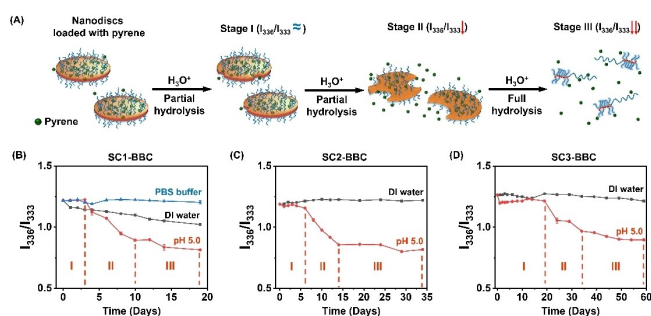 (A)
Nanodiscs
loaded with pyrene
Stage I (I336/I333 ≈)
Stage II (I336/I333↓)
Stage III (I336/I333↓↓)
H₃O⁺
Partial
hydrolysis
H₃O⁺
Partial
hydrolysis
H₃O⁺
Full
hydrolysis
Pyrene
(B)
SC1-BBC
1.5
1.0
0.5
I336/I333
PBS buffer
DI water
pH 5.0
I
II
III
0
5
10
15
20
Time (Days)
(C)
SC2-BBC
1.5
1.0
0.5
I336/I333
DI water
pH 5.0
I
II
III
0
5
10
15
20
25
30
35
Time (Days)
(D)
SC3-BBC
1.5
1.0
0.5
I336/I333
DI water
pH 5.0
I
II
III
0
10
20
30
40
50
60
Time (Days)